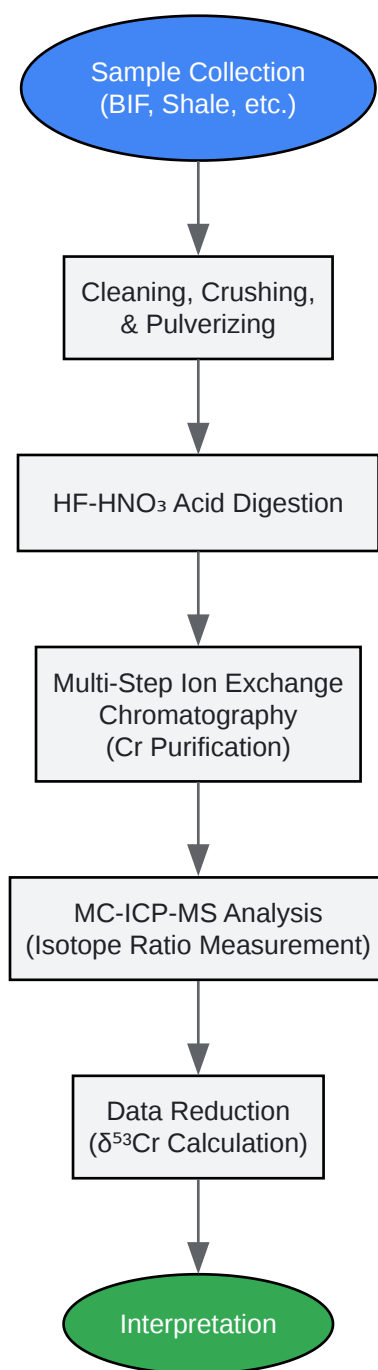 Sample Collection
(BIF, Shale, etc.)
Cleaning, Crushing,
& Pulverizing
HF-HNO₃ Acid Digestion
Multi-Step Ion Exchange
Chromatography
(Cr Purification)
MC-ICP-MS Analysis
(Isotope Ratio Measurement)
Data Reduction
(δ⁵³Cr Calculation)
Interpretation